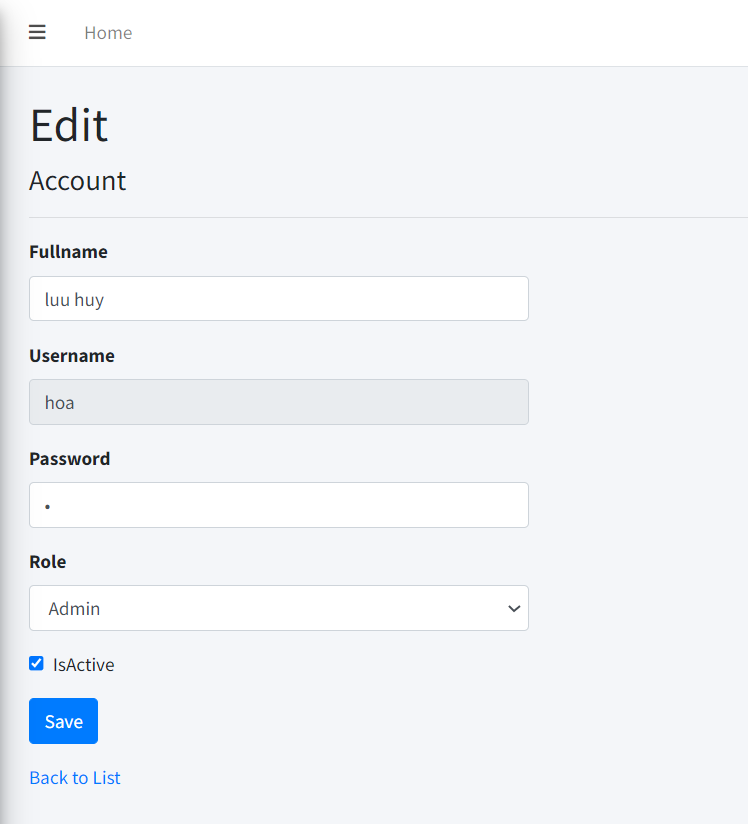 Home
Edit
Account
Fullname
luu huy
Username
hoa
Password
•
Role
Admin
IsActive
Save
Back to List